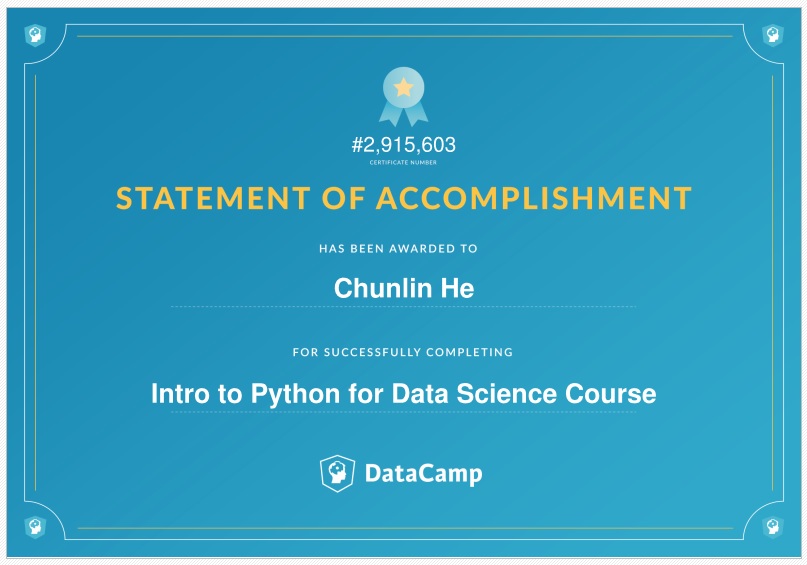 #2,915,603
CERTIFICATE NUMBER
STATEMENT OF ACCOMPLISHMENT
HAS BEEN AWARDED TO
Chunlin He
FOR SUCCESSFULLY COMPLETING
Intro to Python for Data Science Course
DataCamp